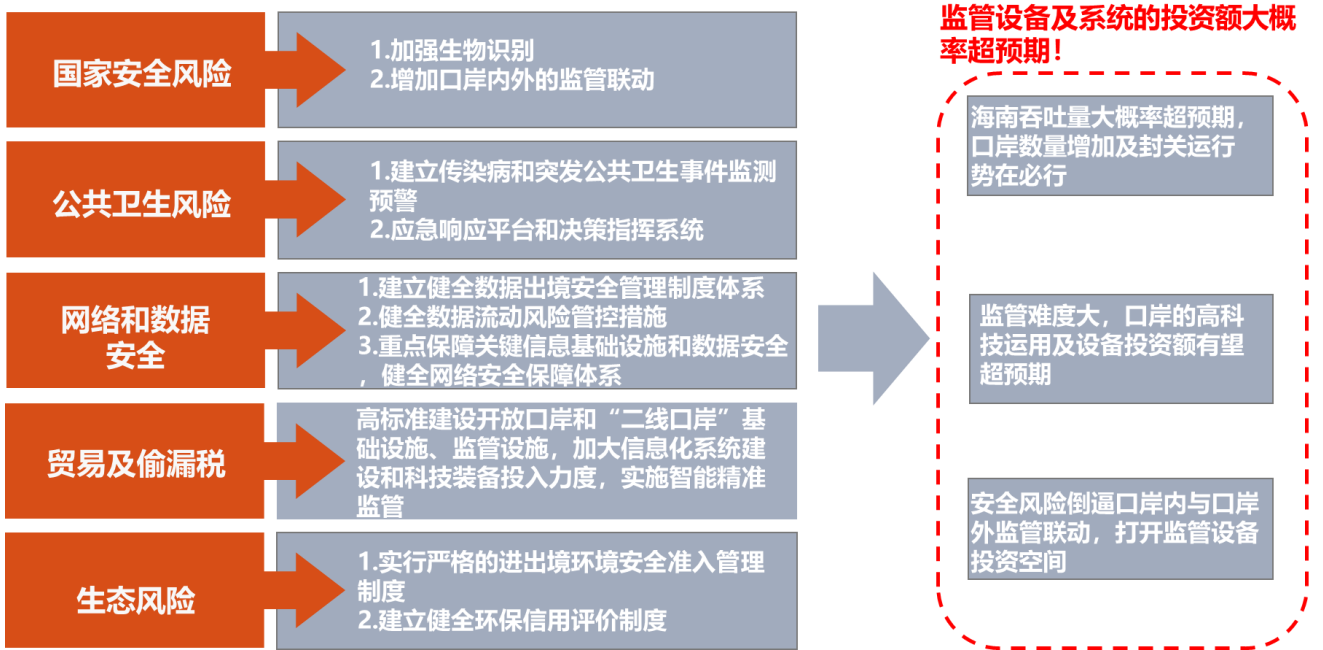 国家安全风险
1.加强生物识别
2.增加口岸内外的监管联动
公共卫生风险
1.建立传染病和突发公共卫生事件监测
预警
2.应急响应平台和决策指挥系统
网络和数据
安全
1.建立健全数据出境安全管理制度体系
2.健全数据流动风险管控措施
3.重点保障关键信息基础设施和数据安全
，健全网络安全保障体系
贸易及偷漏税
高标准建设开放口岸和“二线口岸”基
础设施、监管设施，加大信息化系统建
设和科技装备投入力度，实施智能精准
监管
生态风险
1.实行严格的进出境环境安全准入管理
制度
2.建立健全环保信用评价制度
监管设备及系统的投资额大概
率超预期！
海南吞吐量大概率超预期，
口岸数量增加及封关运行
势在必行
监管难度大，口岸的高科
技运用及设备投资额有望
超预期
安全风险倒逼口岸内与口岸
外监管联动，打开监管设备
投资空间